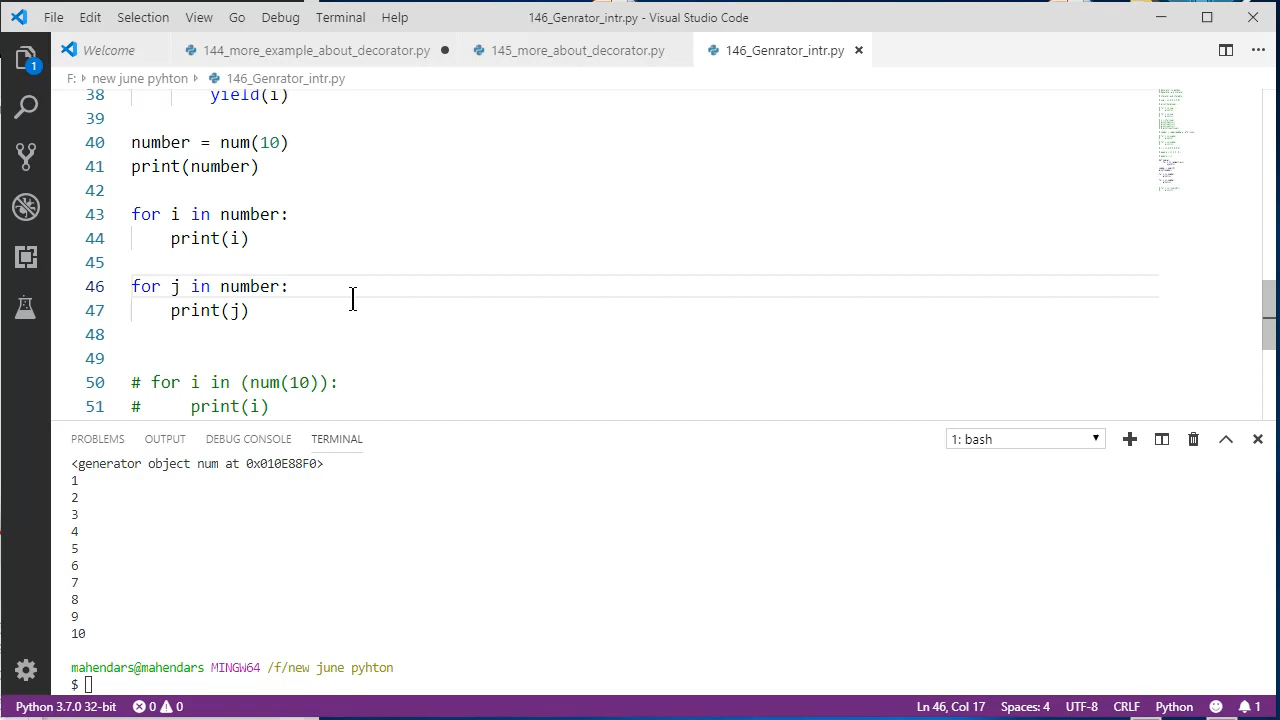 File Edit Selection View Go Debug Terminal Help 146_Genrator_intr.py - Visual Studio Code
Welcome 144_more_example_about_decorator.py 145_more_about_decorator.py 146_Genrator_intr.py
F: new june pyhton 146_Genrator_intr.py
1
38 yield(i)
39
40 number = num(10)
41 print(number)
42
43 for i in number:
44 print(i)
45
46 for j in number:
47 print(j)
48
49
50 # for i in (num(10)):
51 # print(i)
PROBLEMS OUTPUT DEBUG CONSOLE TERMINAL 1: bash
<generator object num at 0x010E88F0>
1
2
3
4
5
6
7
8
9
10
mahendars@mahendars MINGW64 /f/new june pyhton
$
Python 3.7.0 32-bit 0 0 Ln 46, Col 17 Spaces: 4 UTF-8 CRLF Python 1